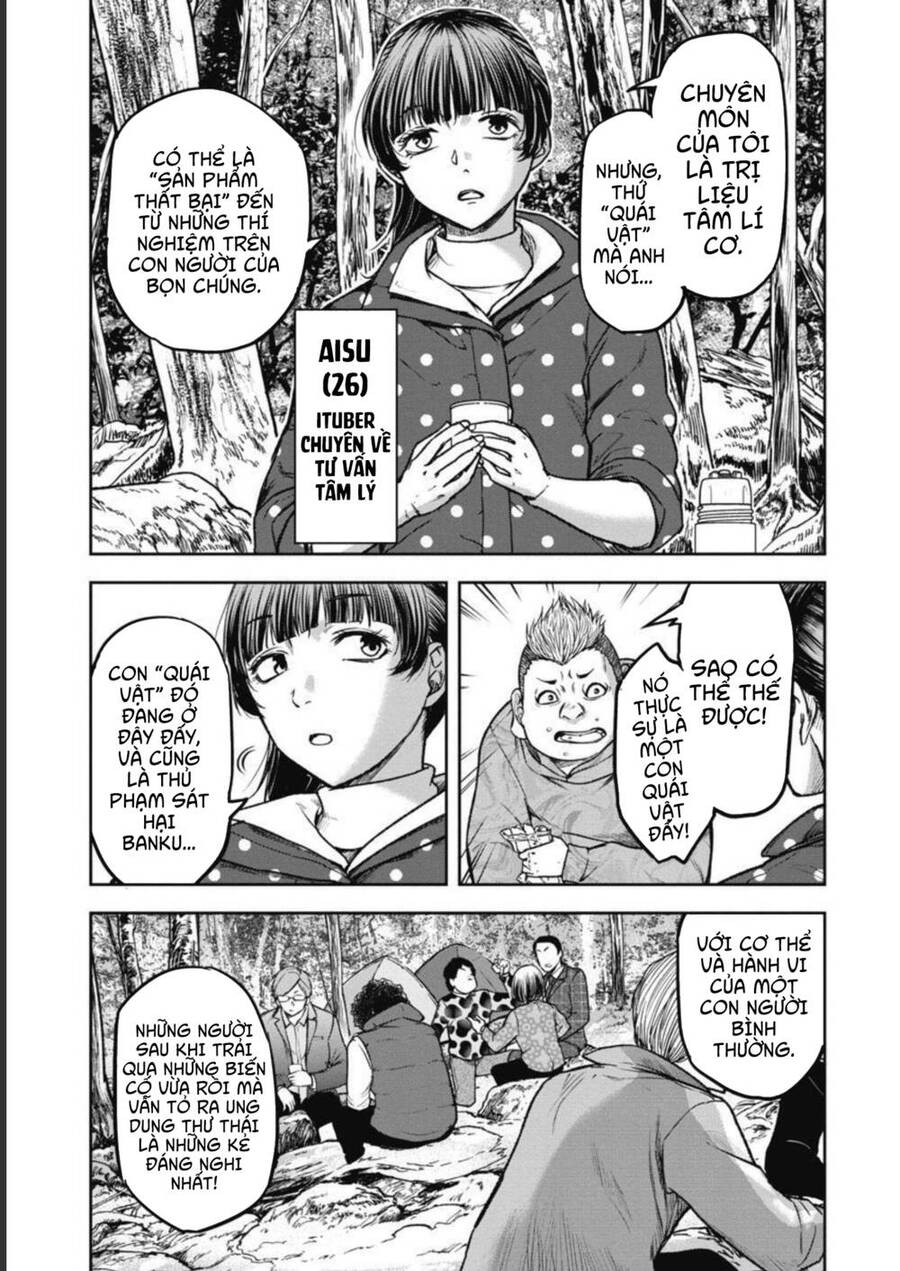 CHUYÊN
MÔN
CỦA TÔI
LÀ TRỊ
LIỆU
TÂM LÍ
CƠ.
NHƯNG,
THỨ
“QUÁI
VẬT”
MÀ ANH
NÓI...
CÓ THỂ LÀ
“SẢN PHẨM
THẤT BẠI” ĐẾN
TỪ NHỮNG THÍ
NGHIỆM TRÊN
CON NGƯỜI CỦA
BỌN CHÚNG.
AISU
(26)
ITUBER
CHUYÊN VỀ
TƯ VẤN
TÂM LÝ
SAO CÓ
THỂ THẾ
ĐƯỢC!
NÓ
THỰC
SỰ LÀ
MỘT
CON
QUÁI
VẬT
ĐẤY!
CON “QUÁI
VẬT” ĐÓ
ĐANG Ở
ĐÂY ĐẤY,
VÀ CŨNG
LÀ THỦ
PHẠM SÁT
HẠI
BANKU...
VỚI CƠ THỂ
VÀ HÀNH VI
CỦA MỘT
CON NGƯỜI
BÌNH
THƯỜNG.
NHỮNG NGƯỜI
SAU KHI TRẢI
QUA NHỮNG BIẾN
CỐ VỪA RỒI MÀ
VẪN TỎ RA UNG
DUNG THƯ THÁI
LÀ NHỮNG KẺ
ĐÁNG NGHI
NHẤT!